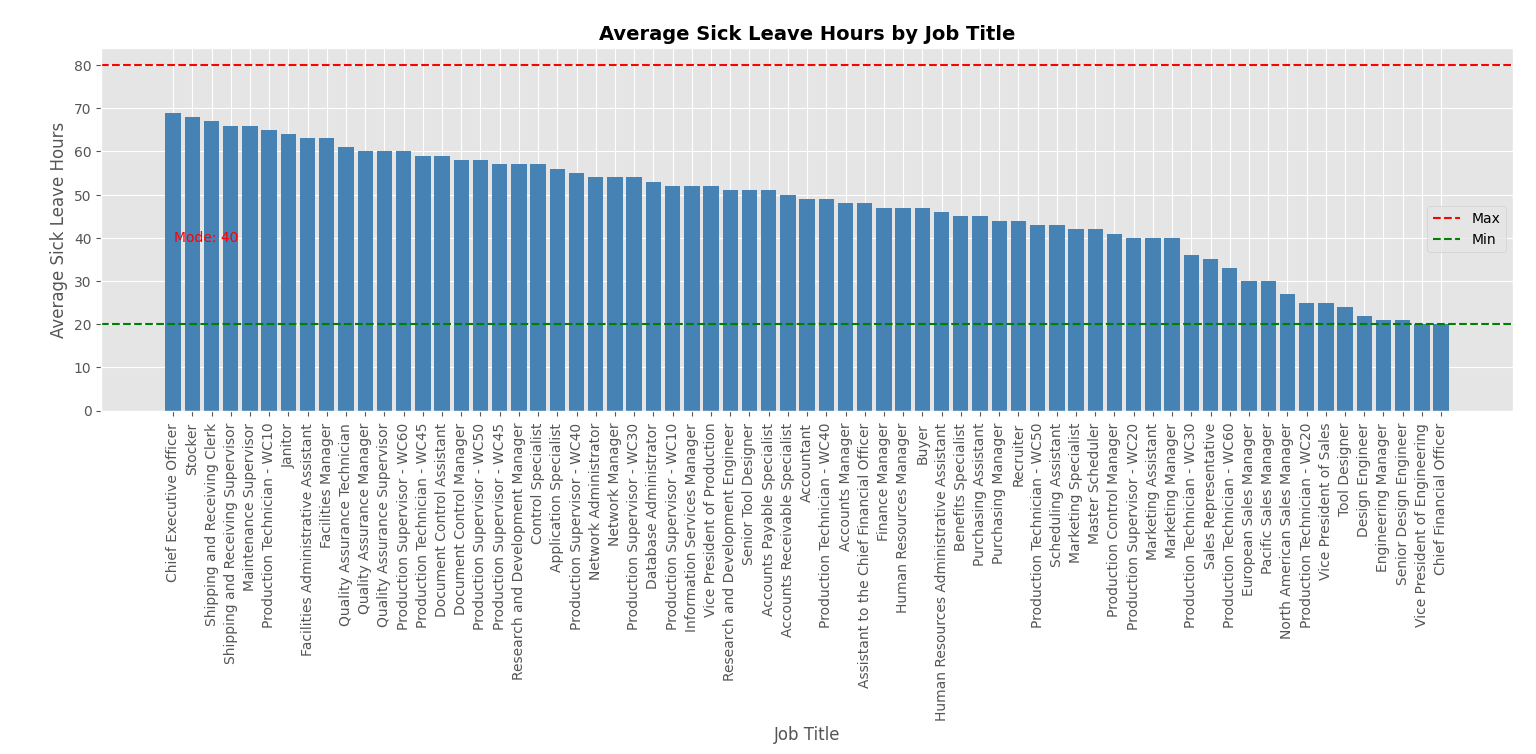 Average Sick Leave Hours by Job Title
Average Sick Leave Hours
80
70
60
50
40
30
20
10
0
Mode: 40
Max
Min
Chief Executive Officer
Stocker
Shipping and Receiving Clerk
Shipping and Receiving Supervisor
Maintenance Supervisor
Production Technician - WC10
Janitor
Facilities Administrative Assistant
Facilities Manager
Quality Assurance Technician
Quality Assurance Manager
Quality Assurance Supervisor
Production Supervisor - WC60
Production Technician - WC45
Document Control Assistant
Document Control Manager
Production Supervisor - WC50
Production Supervisor - WC45
Research and Development Manager
Control Specialist
Application Specialist
Production Supervisor - WC40
Network Administrator
Network Manager
Production Supervisor - WC30
Database Administrator
Production Supervisor - WC10
Information Services Manager
Vice President of Production
Research and Development Engineer
Senior Tool Designer
Accounts Payable Specialist
Accounts Receivable Specialist
Accountant
Production Technician - WC40
Accounts Manager
Assistant to the Chief Financial Officer
Finance Manager
Human Resources Manager
Buyer
Human Resources Administrative Assistant
Benefits Specialist
Purchasing Assistant
Purchasing Manager
Recruiter
Production Technician - WC50
Scheduling Assistant
Marketing Specialist
Master Scheduler
Production Control Manager
Production Supervisor - WC20
Marketing Assistant
Marketing Manager
Production Technician - WC30
Sales Representative
Production Technician - WC60
European Sales Manager
Pacific Sales Manager
North American Sales Manager
Production Technician - WC20
Vice President of Sales
Tool Designer
Design Engineer
Engineering Manager
Senior Design Engineer
Vice President of Engineering
Chief Financial Officer
Job Title